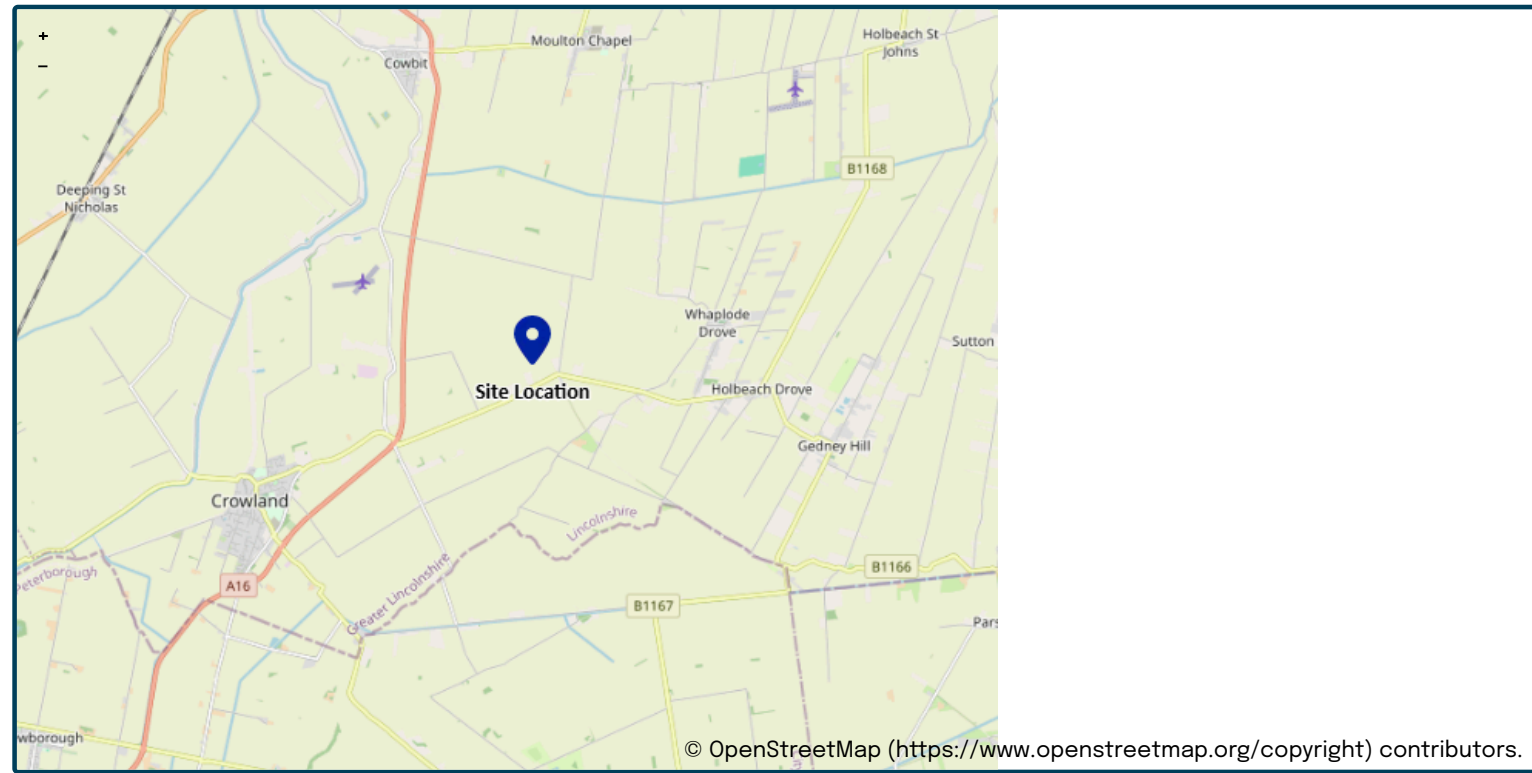 +
−
Moulton Chapel
Holbeach St
Johns
Cowbit
B1168
Deeping St
Nicholas
Whaplode
Drove
Sutton
Site Location
Holbeach Drove
Gedney Hill
Crowland
Lincolnshire
Peterborough
Greater Lincolnshire
A16
B1166
B1167
Pars
wborough
© OpenStreetMap (https://www.openstreetmap.org/copyright) contributors.